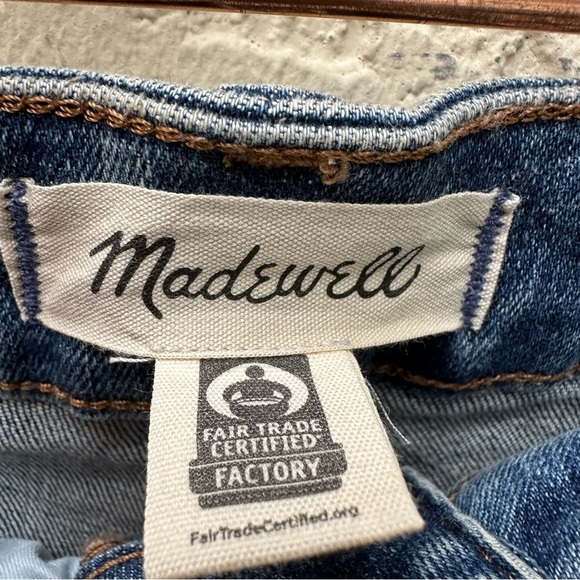 Madewell
FAIR TRADE
CERTIFIED
FACTORY
FairTradeCertified.org